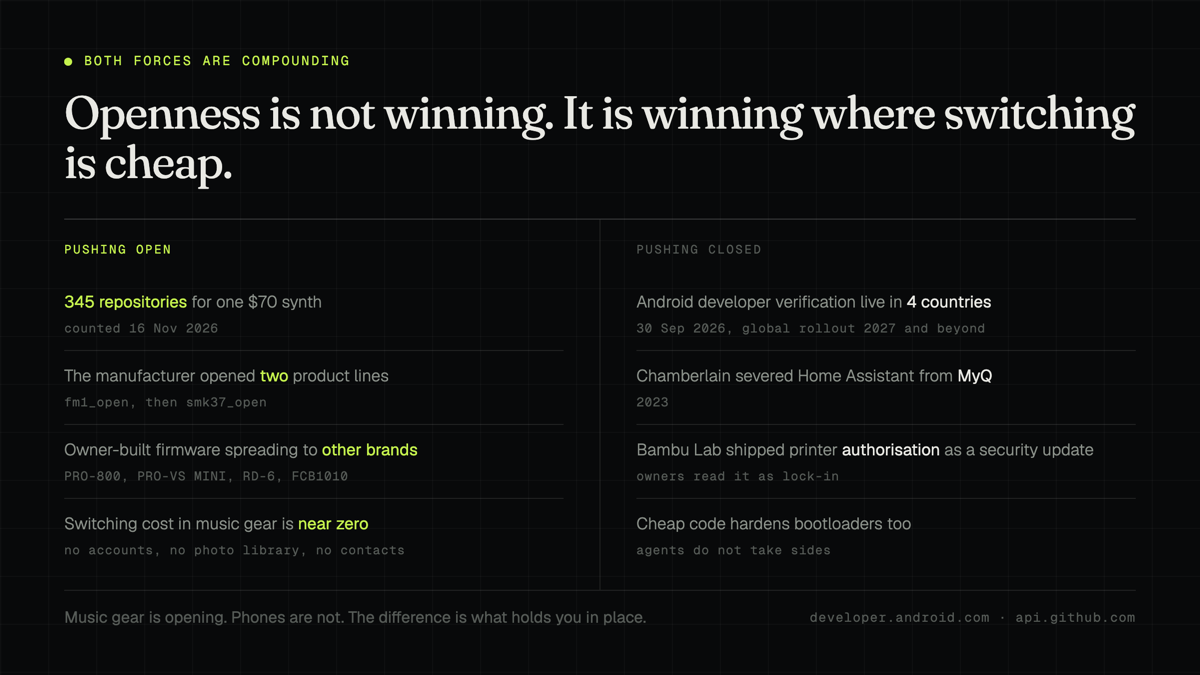 BOTH FORCES ARE COMPOUNDING
Openness is not winning. It is winning where switching
is cheap.
PUSHING OPEN
345 repositories for one $70 synth
counted 16 Nov 2026
The manufacturer opened two product lines
fm1_open, then smk37_open
Owner-built firmware spreading to other brands
PRO-800, PRO-VS MINI, RD-6, FCB1010
Switching cost in music gear is near zero
no accounts, no photo library, no contacts
PUSHING CLOSED
Android developer verification live in 4 countries
30 Sep 2026, global rollout 2027 and beyond
Chamberlain severed Home Assistant from MyQ
2023
Bambu Lab shipped printer authorisation as a security update
owners read it as lock-in
Cheap code hardens bootloaders too
agents do not take sides
Music gear is opening. Phones are not. The difference is what holds you in place.
developer.android.com · api.github.com